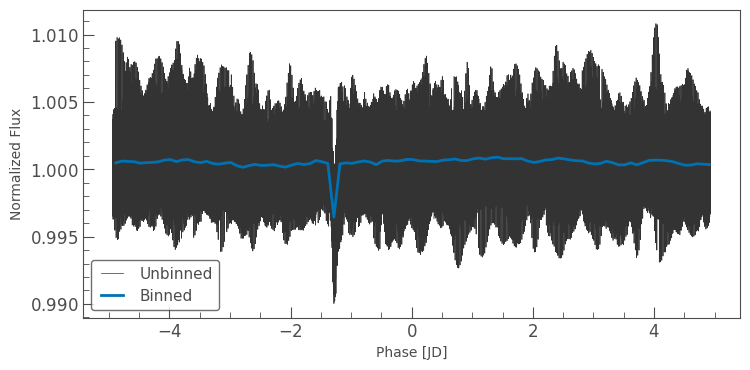 1.010
1.005
1.000
0.995
0.990
Normalized Flux
Unbinned
Binned
−4
−2
0
2
4
Phase [JD]